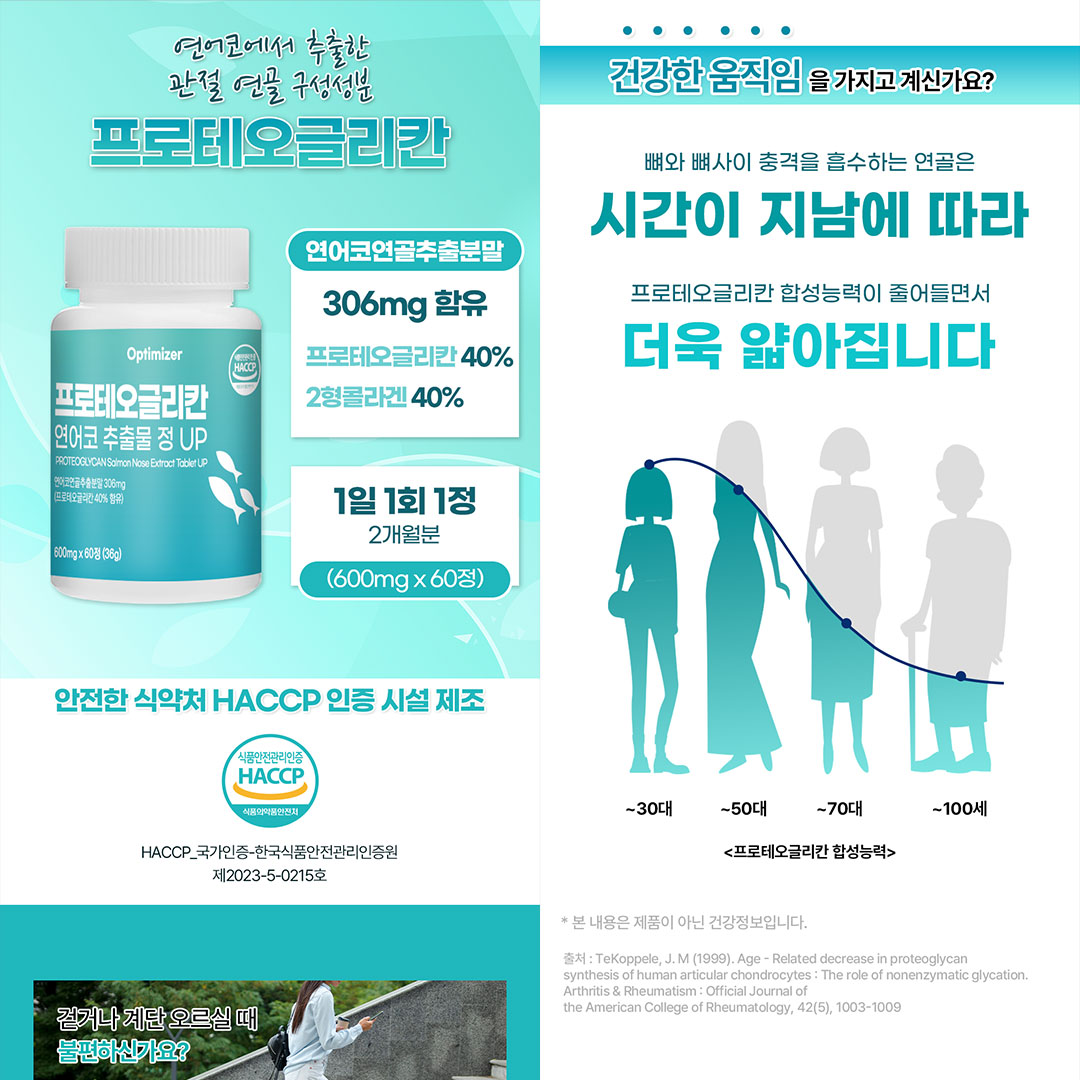 연어코에서 추출한
관절 연골 구성성분
프로테오글리칸
Optimizer
HACCP
프로테오글리칸
연어코 추출물 정 UP
PROTEOGLYCAN Salmon Nose Extract Tablet UP
연어코연골추출분말 306mg
(프로테오글리칸 40% 함유)
600mg x 60정 (36g)
연어코연골추출분말
306mg 함유
프로테오글리칸 40%
2형콜라겐 40%
1일 1회 1정
2개월분
(600mg x 60정)
안전한 식약처 HACCP 인증 시설 제조
식품안전관리인증
HACCP
식품의약품안전처
HACCP_국가인증-한국식품안전관리인증원
제2023-5-0215호
걷거나 계단 오르실 때
불편하신가요?
건강한 움직임 을 가지고 계신가요?
뼈와 뼈사이 충격을 흡수하는 연골은
시간이 지남에 따라
프로테오글리칸 합성능력이 줄어들면서
더욱 얇아집니다
~30대
~50대
~70대
~100세
<프로테오글리칸 합성능력>
* 본 내용은 제품이 아닌 건강정보입니다.
출처 : TeKoppele, J. M (1999). Age - Related decrease in proteoglycan
synthesis of human articular chondrocytes : The role of nonenzymatic glycation.
Arthritis & Rheumatism : Official Journal of
the American College of Rheumatology, 42(5), 1003-1009